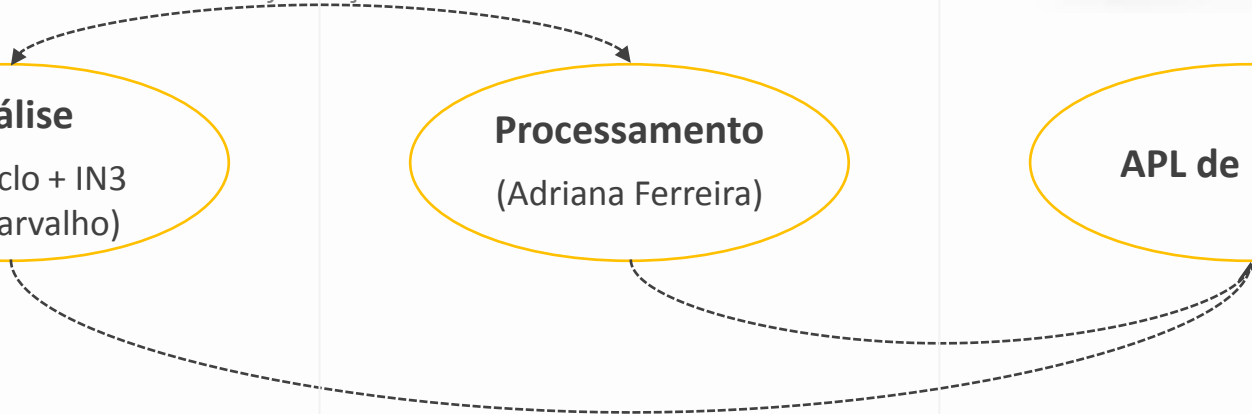 álise
clo + IN3
arvalho)
Processamento
(Adriana Ferreira)
APL de